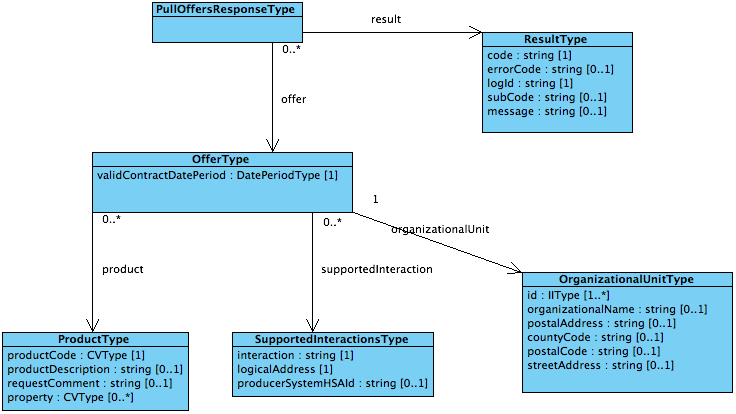 PullOffersResponseType
result
0..*
ResultType
code : string [1]
errorCode : string [0..1]
logId : string [1]
subCode : string [0..1]
message : string [0..1]
offer
OfferType
validContractDatePeriod : DatePeriodType [1]
0..*
0..*
1
organizationalUnit
product
supportedInteraction
OrganizationalUnitType
id : IIType [1..*]
organizationalName : string [0..1]
postalAddress : string [0..1]
countyCode : string [0..1]
postalCode : string [0..1]
streetAddress : string [0..1]
ProductType
productCode : CVType [1]
productDescription : string [0..1]
requestComment : string [0..1]
property : CVType [0..*]
SupportedInteractionsType
interaction : string [1]
logicalAddress [1]
producerSystemHSAId : string [0..1]